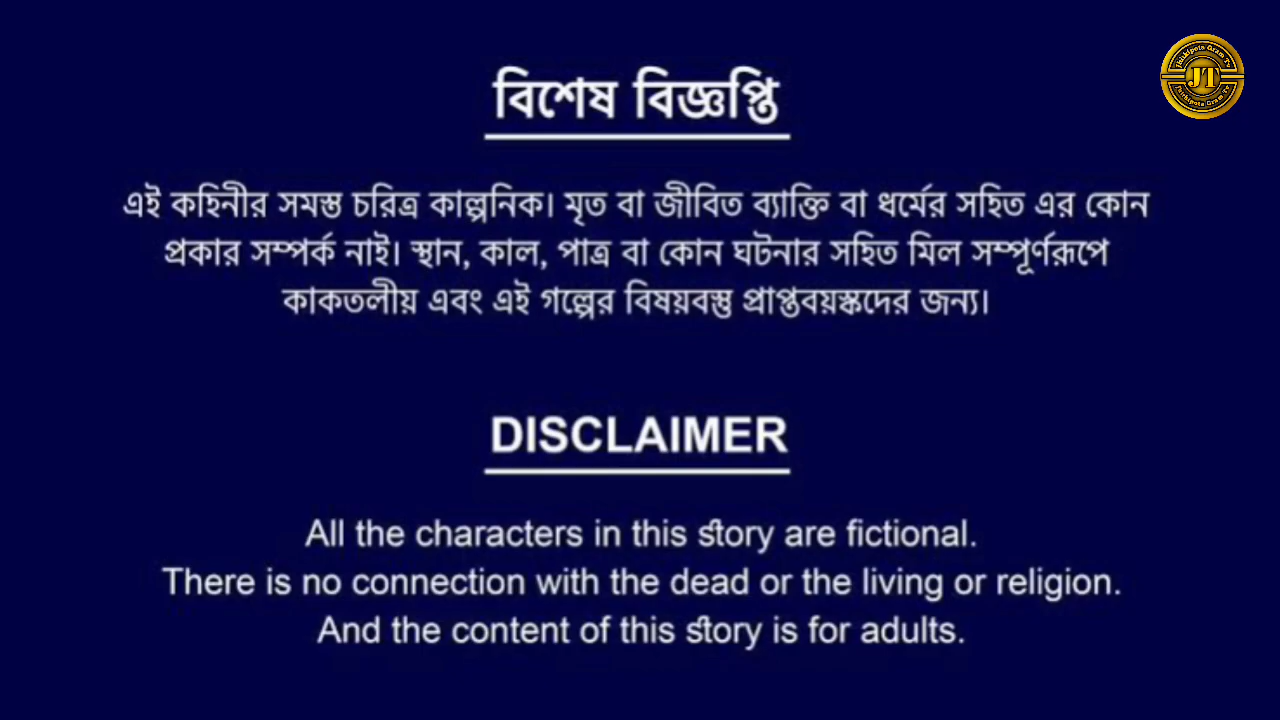 বিশেষ বিজ্ঞপ্তি
এই কহিনীর সমস্ত চরিত্র কাল্পনিক। মৃত বা জীবিত ব্যাক্তি বা ধর্মের সহিত এর কোন
প্রকার সম্পর্ক নাই। স্থান, কাল, পাত্র বা কোন ঘটনার সহিত মিল সম্পূর্ণরূপে
কাকতলীয় এবং এই গল্পের বিষয়বস্তু প্রাপ্তবয়স্কদের জন্য।
DISCLAIMER
All the characters in this story are fictional.
There is no connection with the dead or the living or religion.
And the content of this story is for adults.
JT